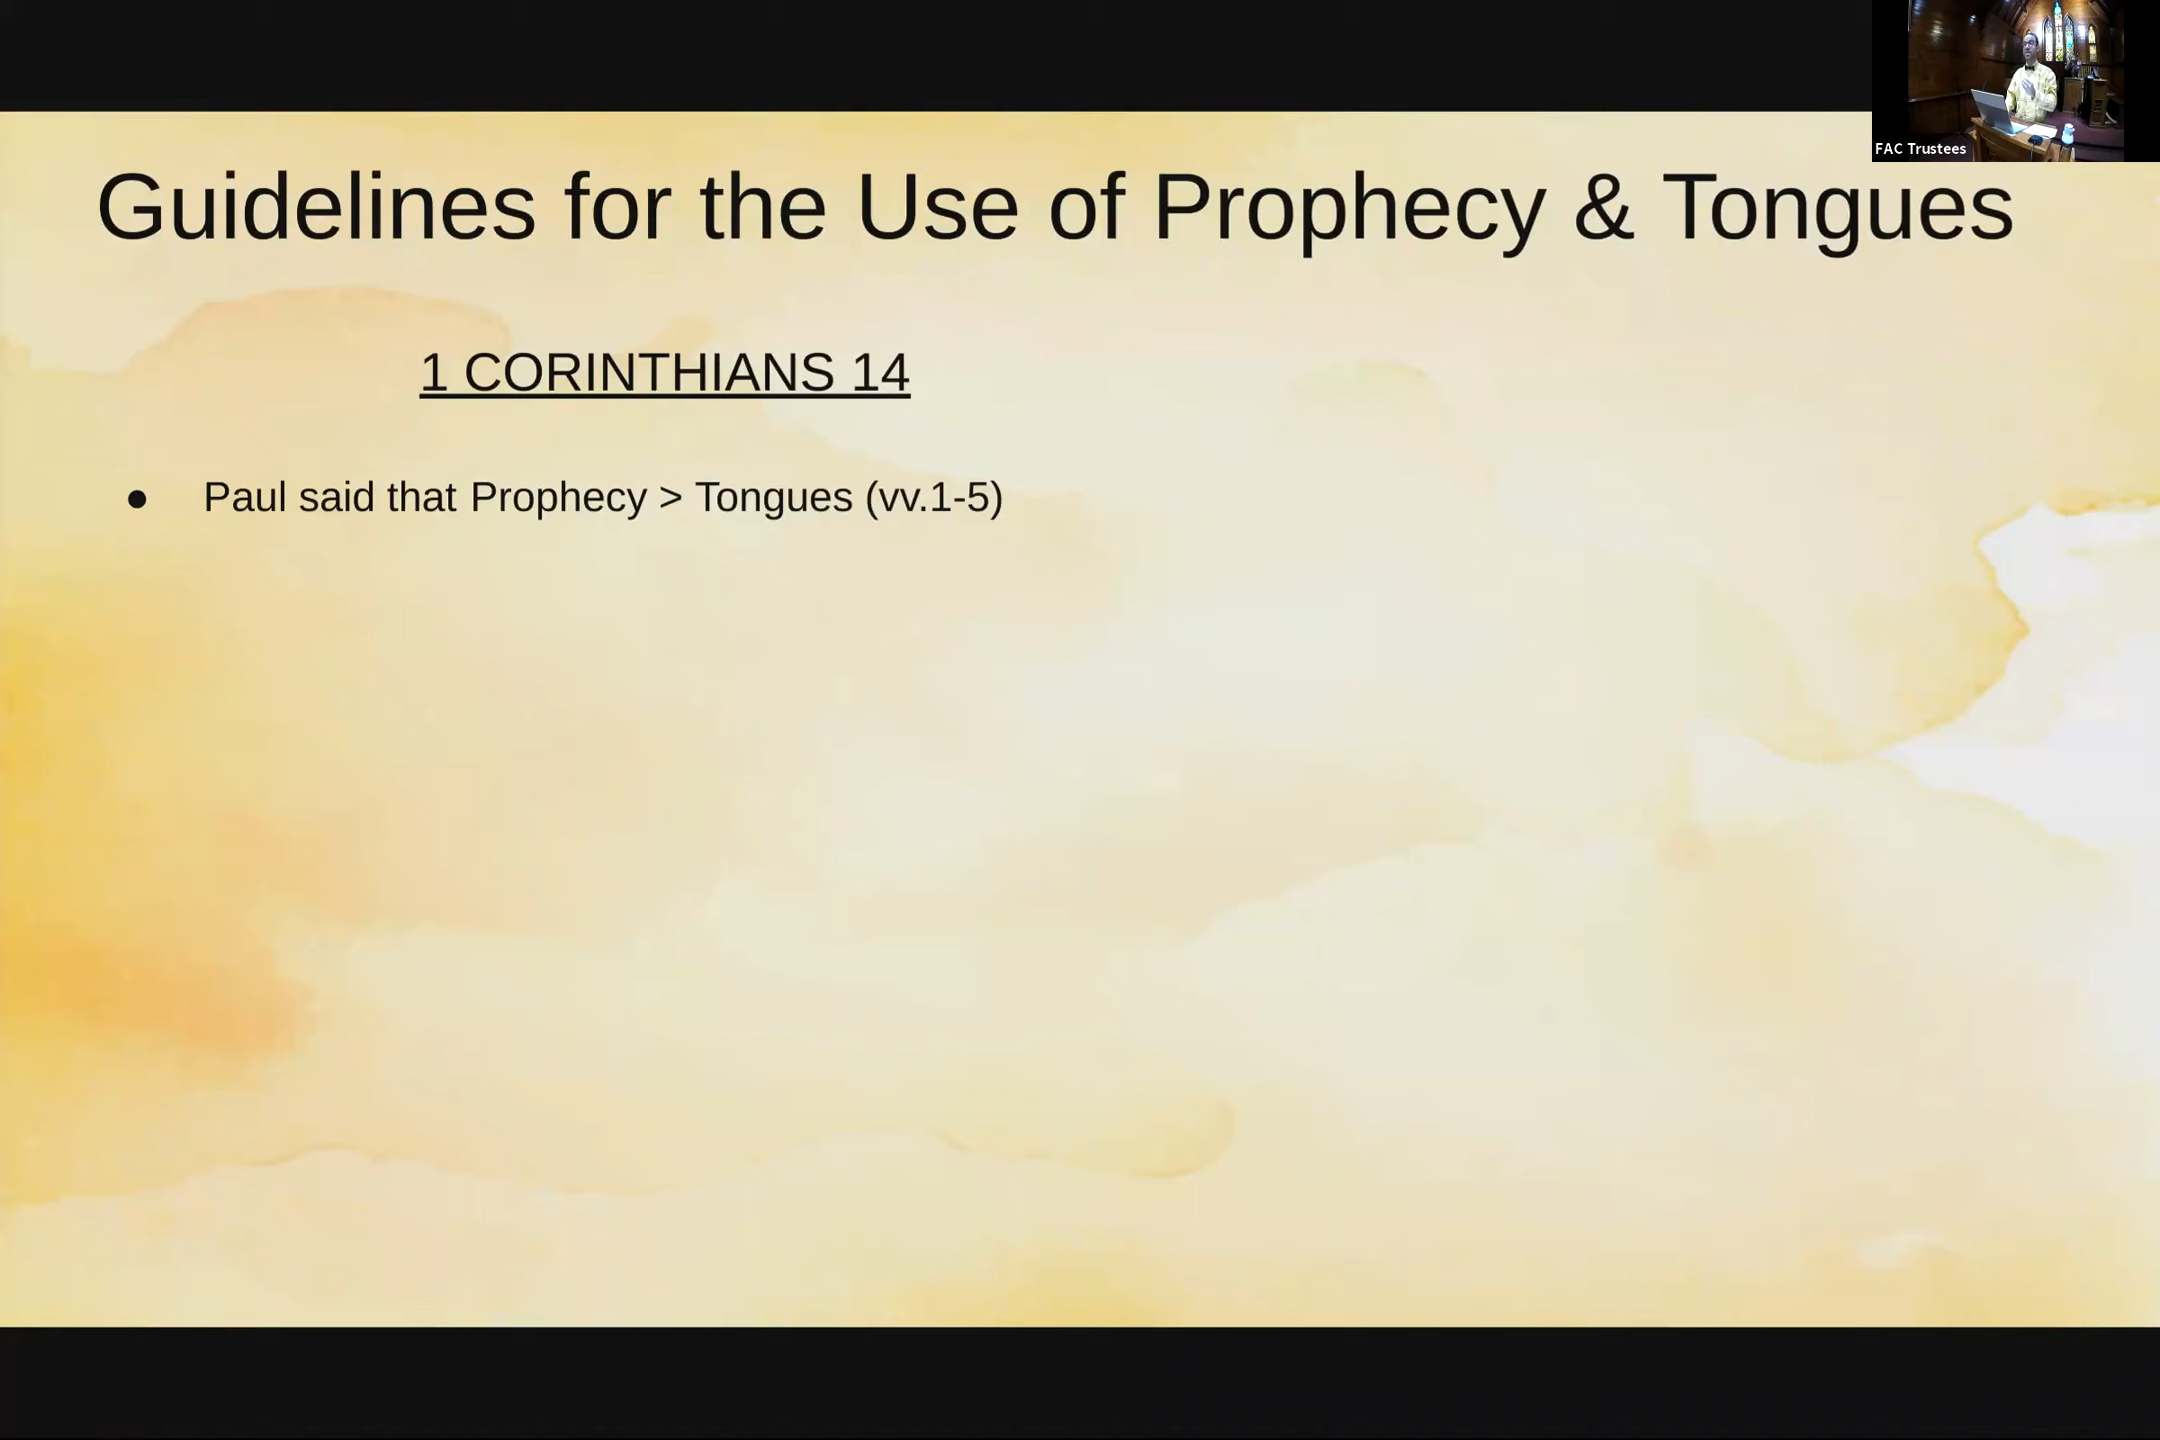 FAC Trustees
Guidelines for the Use of Prophecy & Tongues
1 CORINTHIANS 14
● Paul said that Prophecy > Tongues (vv.1-5)